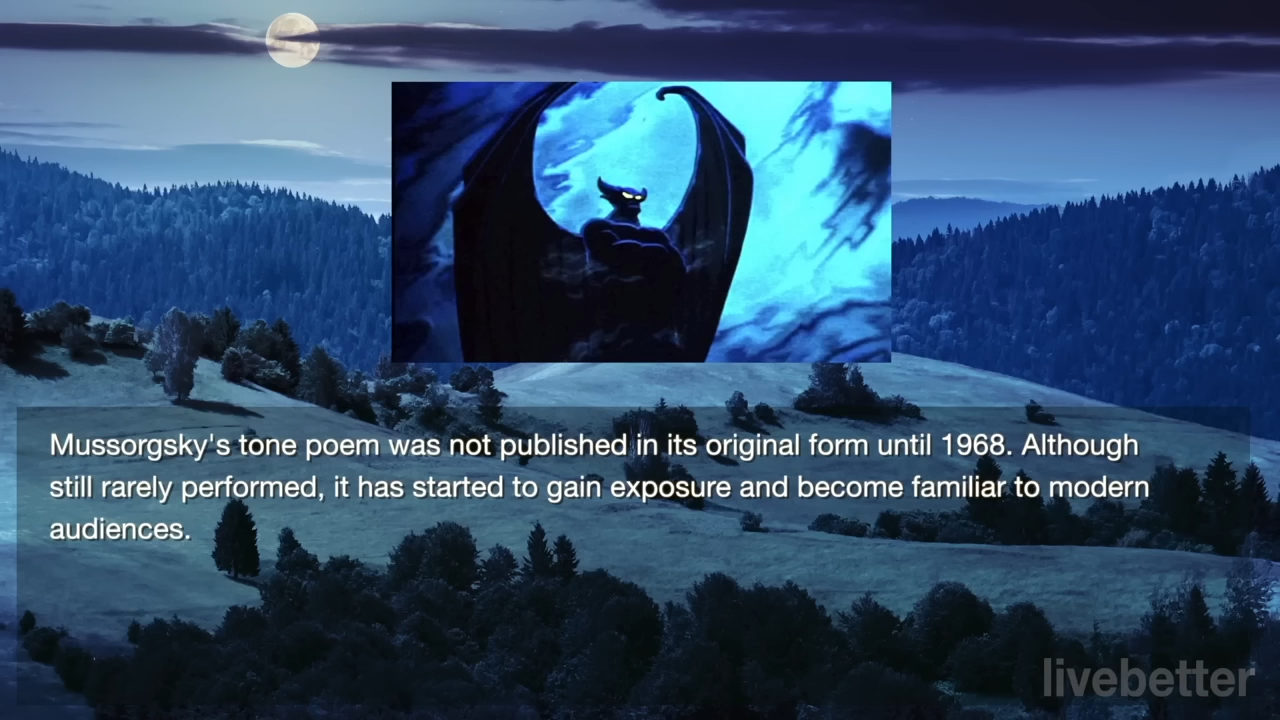 Mussorgsky's tone poem was not published in its original form until 1968. Although
still rarely performed, it has started to gain exposure and become familiar to modern
audiences.
livebetter